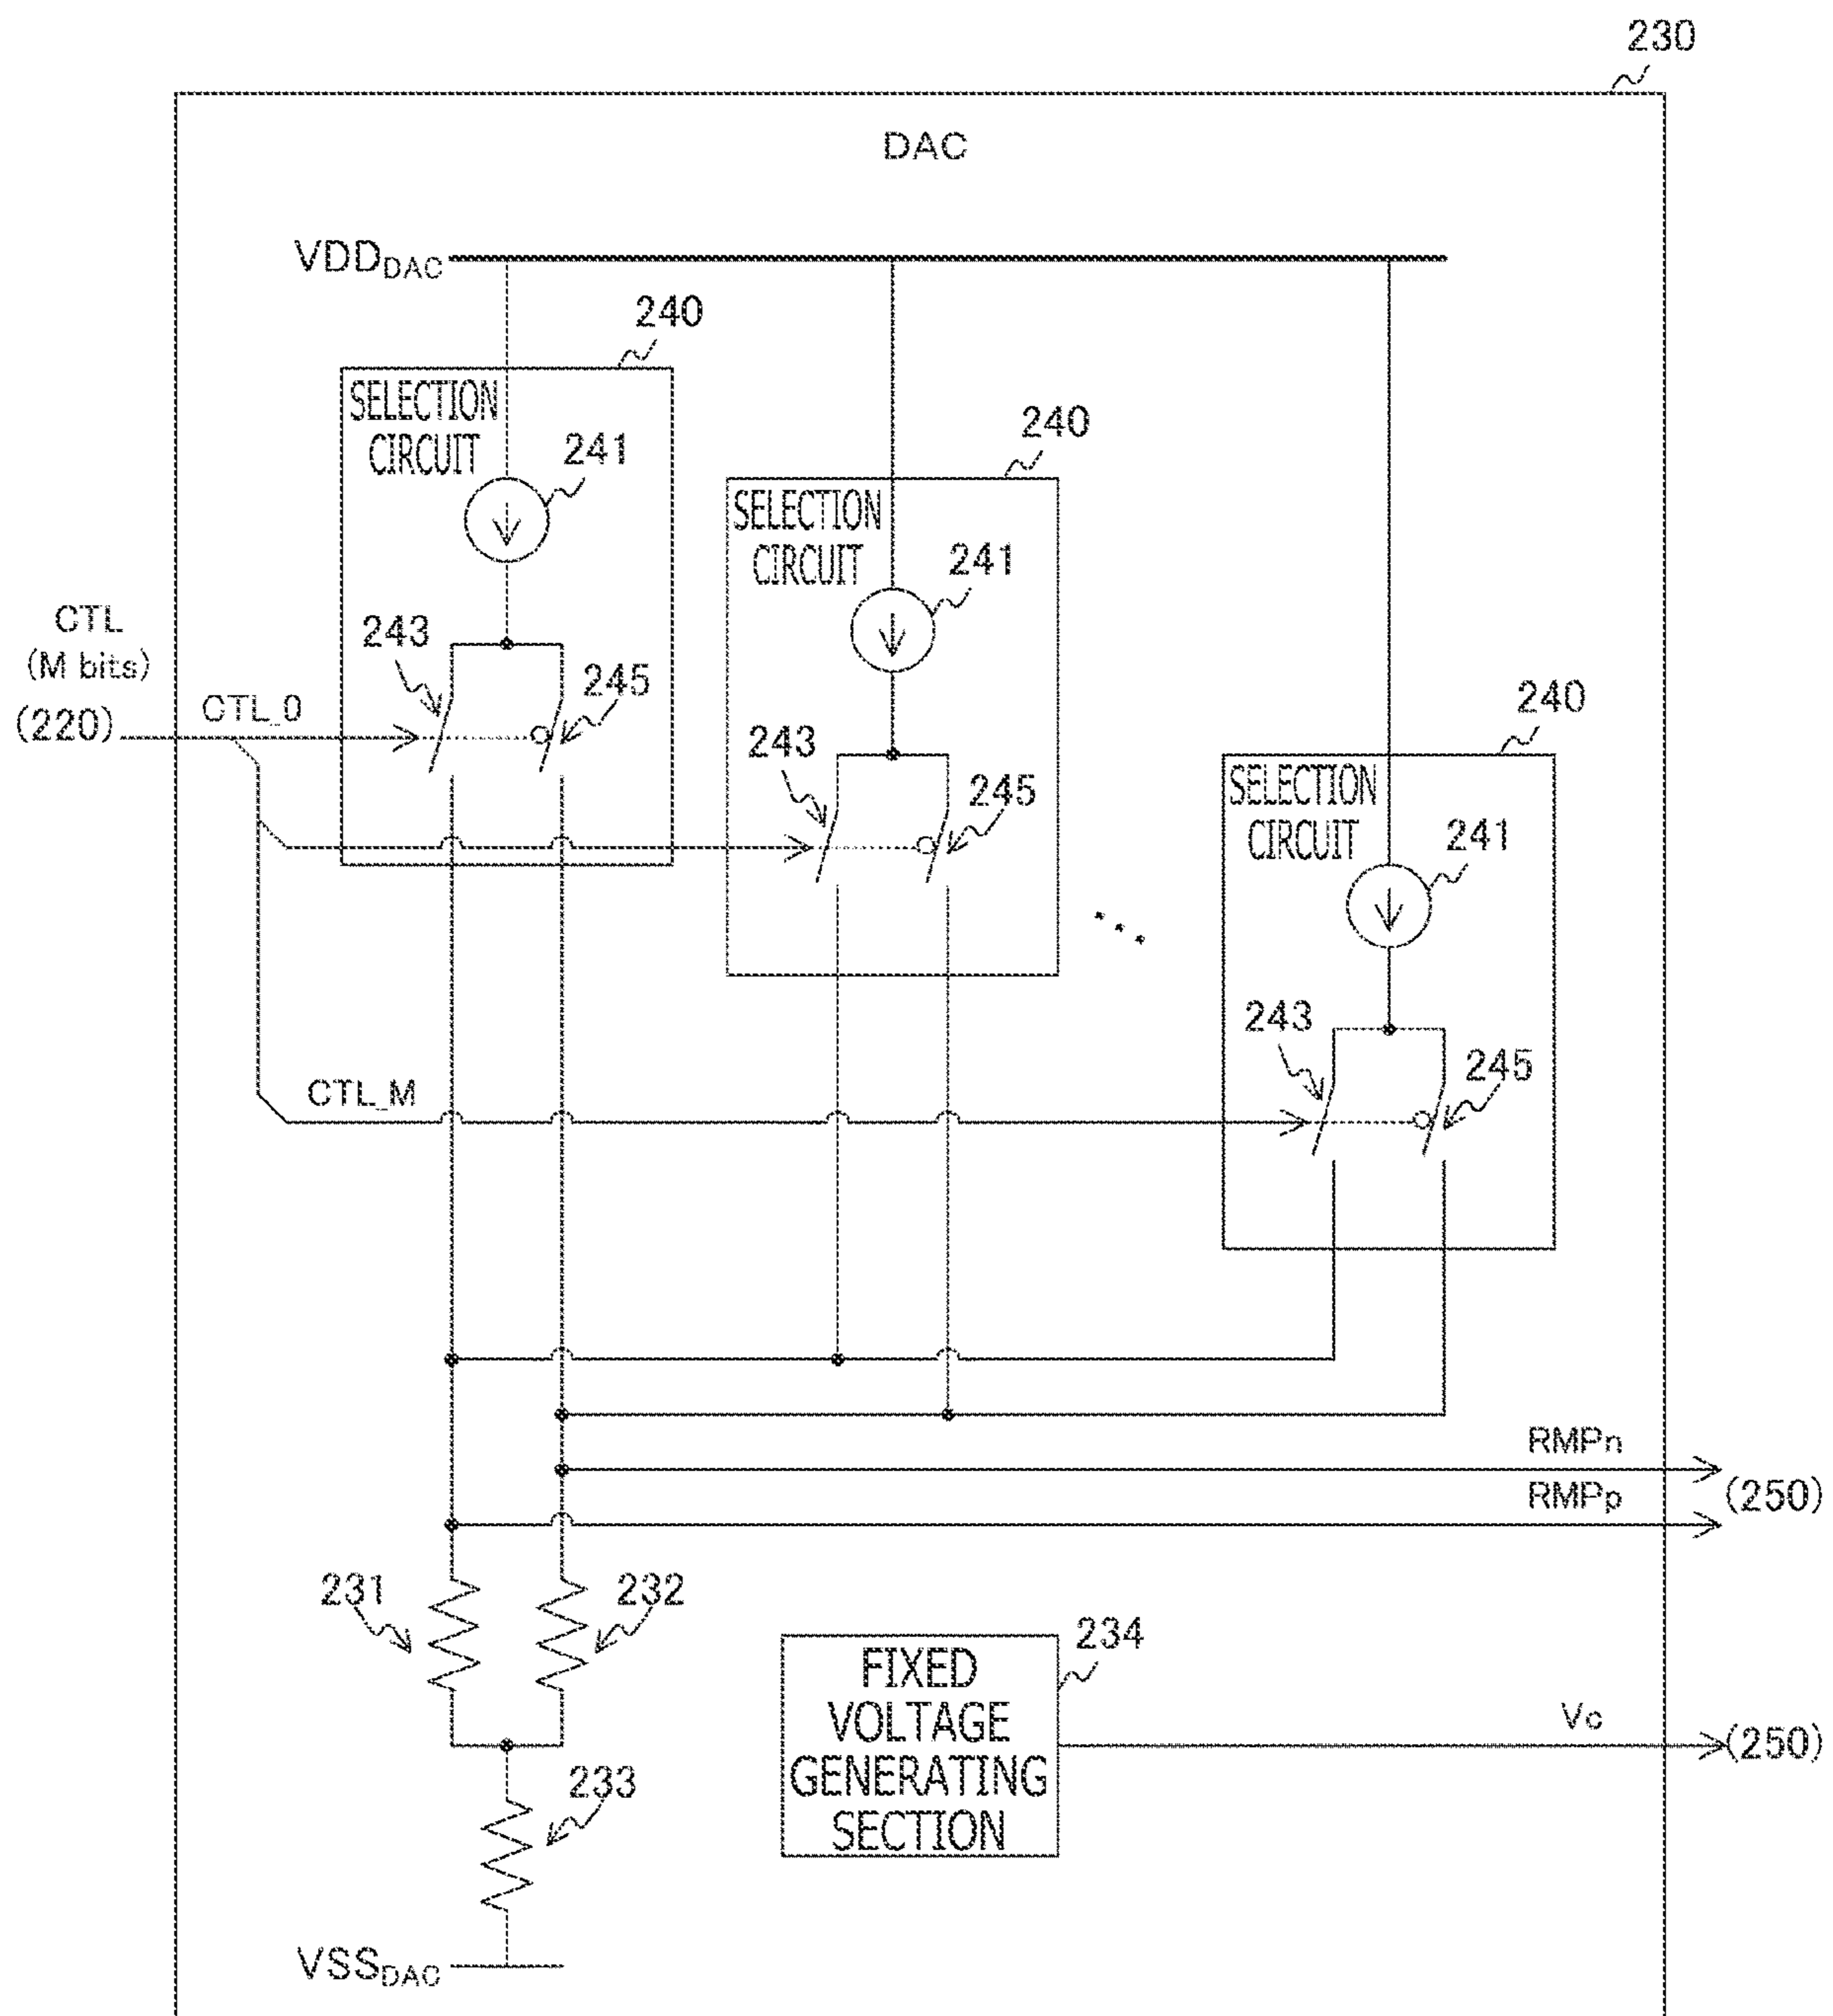 230
DAC
VDD_DAC
240
SELECTION
CIRCUIT
241
243
245
240
SELECTION
CIRCUIT
241
243
245
240
SELECTION
CIRCUIT
241
243
245
CTL
(M bits)
(220)
CTL_0
CTL_M
RMPn
RMPp
(250)
231
232
233
FIXED
VOLTAGE
GENERATING
SECTION
234
Vc
(250)
VSS_DAC